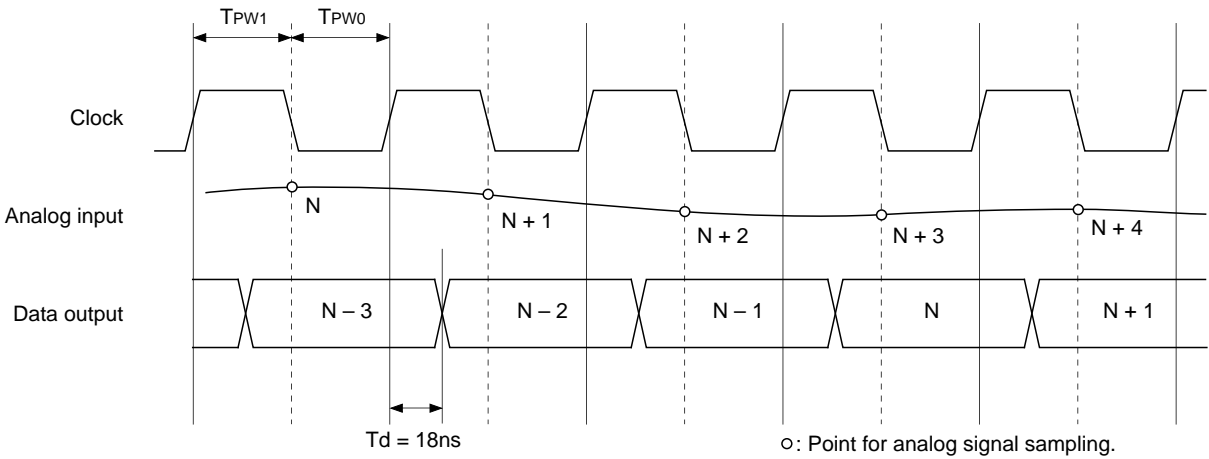 TPW1 TPW0
Clock
Analog input
N
N + 1
N + 2
N + 3
N + 4
Data output
N – 3
N – 2
N – 1
N
N + 1
Td = 18ns
: Point for analog signal sampling.